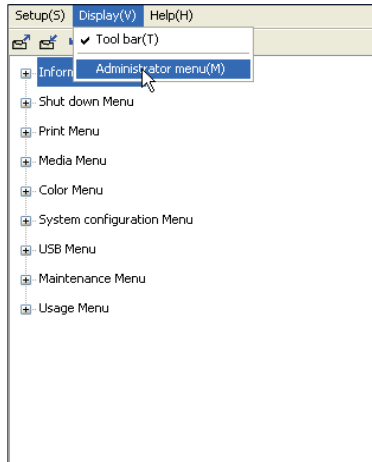 Setup(S) Display(V) Help(H)
Tool bar(T)
Administrator menu(M)
Inform
Shut down Menu
Print Menu
Media Menu
Color Menu
System configuration Menu
USB Menu
Maintenance Menu
Usage Menu